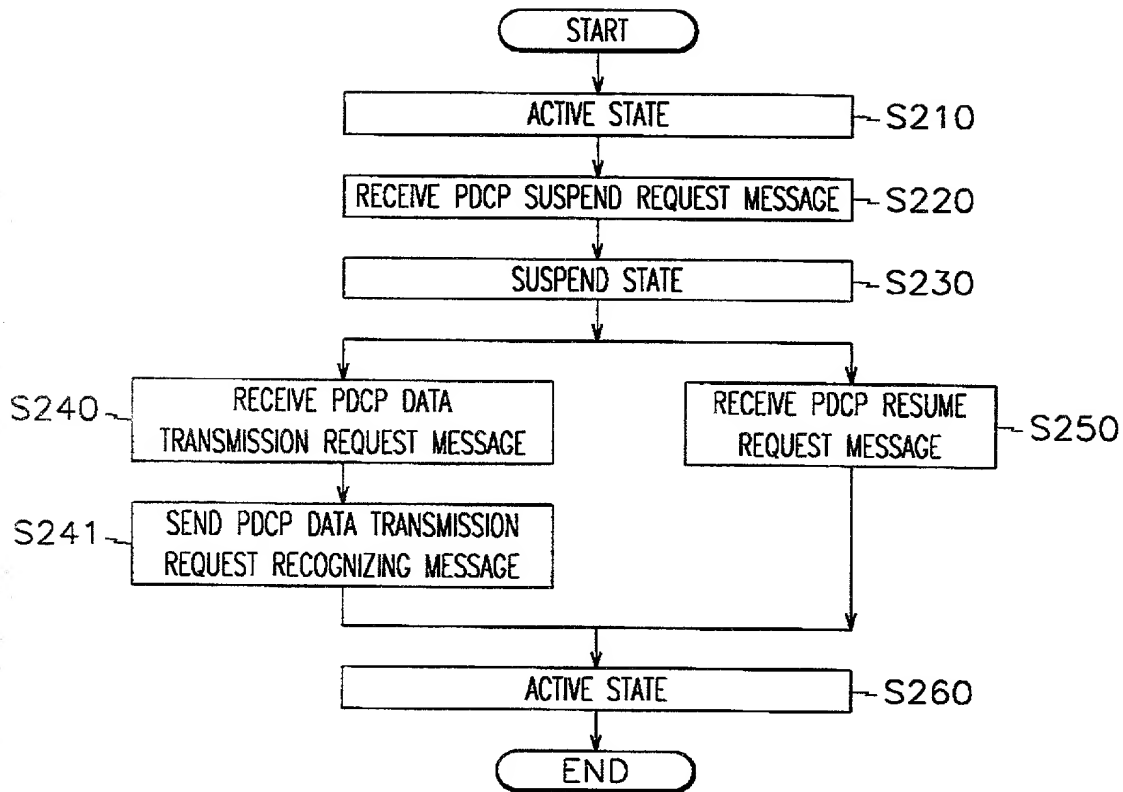 START
ACTIVE STATE
S210
RECEIVE PDCP SUSPEND REQUEST MESSAGE
S220
SUSPEND STATE
S230
S240
RECEIVE PDCP DATA
TRANSMISSION REQUEST MESSAGE
RECEIVE PDCP RESUME
REQUEST MESSAGE
S250
S241
SEND PDCP DATA TRANSMISSION
REQUEST RECOGNIZING MESSAGE
ACTIVE STATE
S260
END